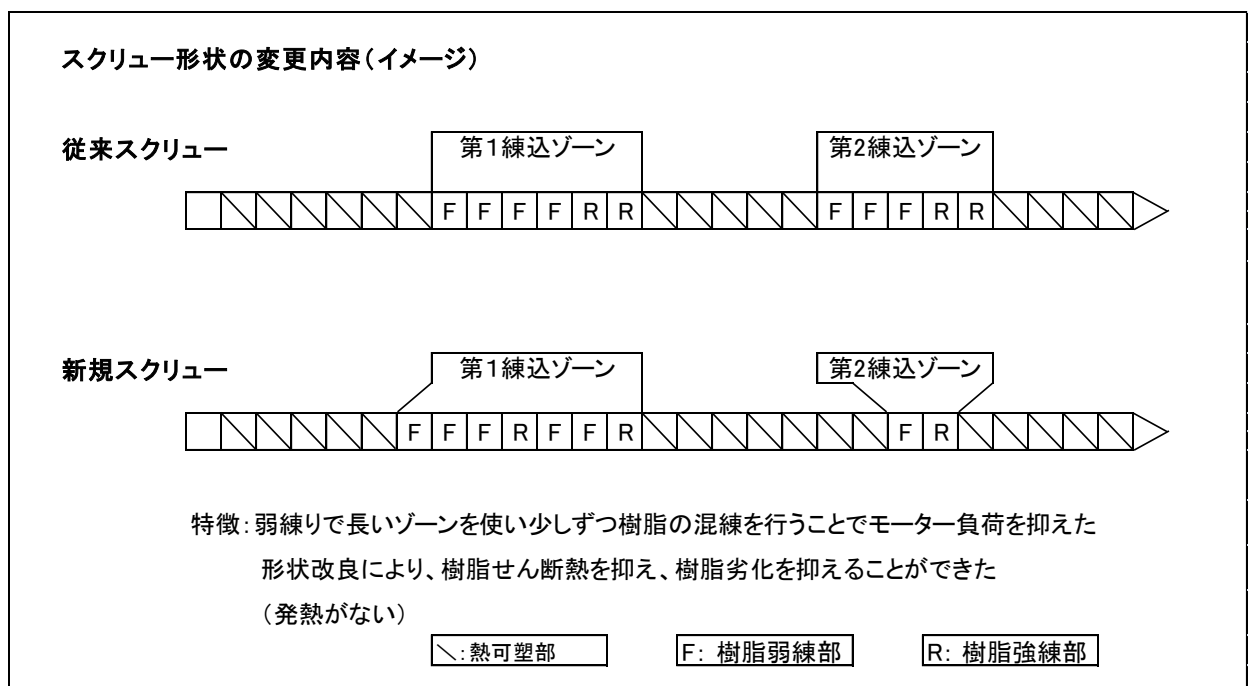 スクリュー形状の変更内容(イメージ)
従来スクリュー
第1練込ゾーン
第2練込ゾーン
F F F F R R F F F R R
新規スクリュー
第1練込ゾーン
第2練込ゾーン
F F F R F F R F R
特徴:弱練りで長いゾーンを使い少しずつ樹脂の混練を行うことでモーター負荷を抑えた
形状改良により、樹脂せん断熱を抑え、樹脂劣化を抑えることができた
(発熱がない)
\:熱可塑部
F: 樹脂弱練部
R: 樹脂強練部